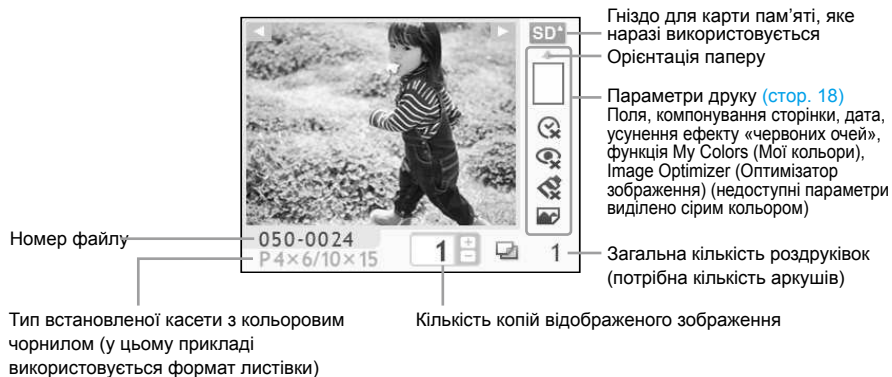 Гніздо для карти пам'яті, яке
наразі використовується
Орієнтація паперу
Параметри друку (стор. 18)
Поля, компонування сторінки, дата,
усунення ефекту «червоних очей»,
функція My Colors (Мої кольори),
Image Optimizer (Оптимізатор
зображення) (недоступні параметри
виділено сірим кольором)
SD
Номер файлу
050-0024
P 4×6/10×15
1
1
Загальна кількість роздруківок
(потрібна кількість аркушів)
Тип встановленої касети з кольоровим
чорнилом (у цьому прикладі
використовується формат листівки)
Кількість копій відображеного зображення